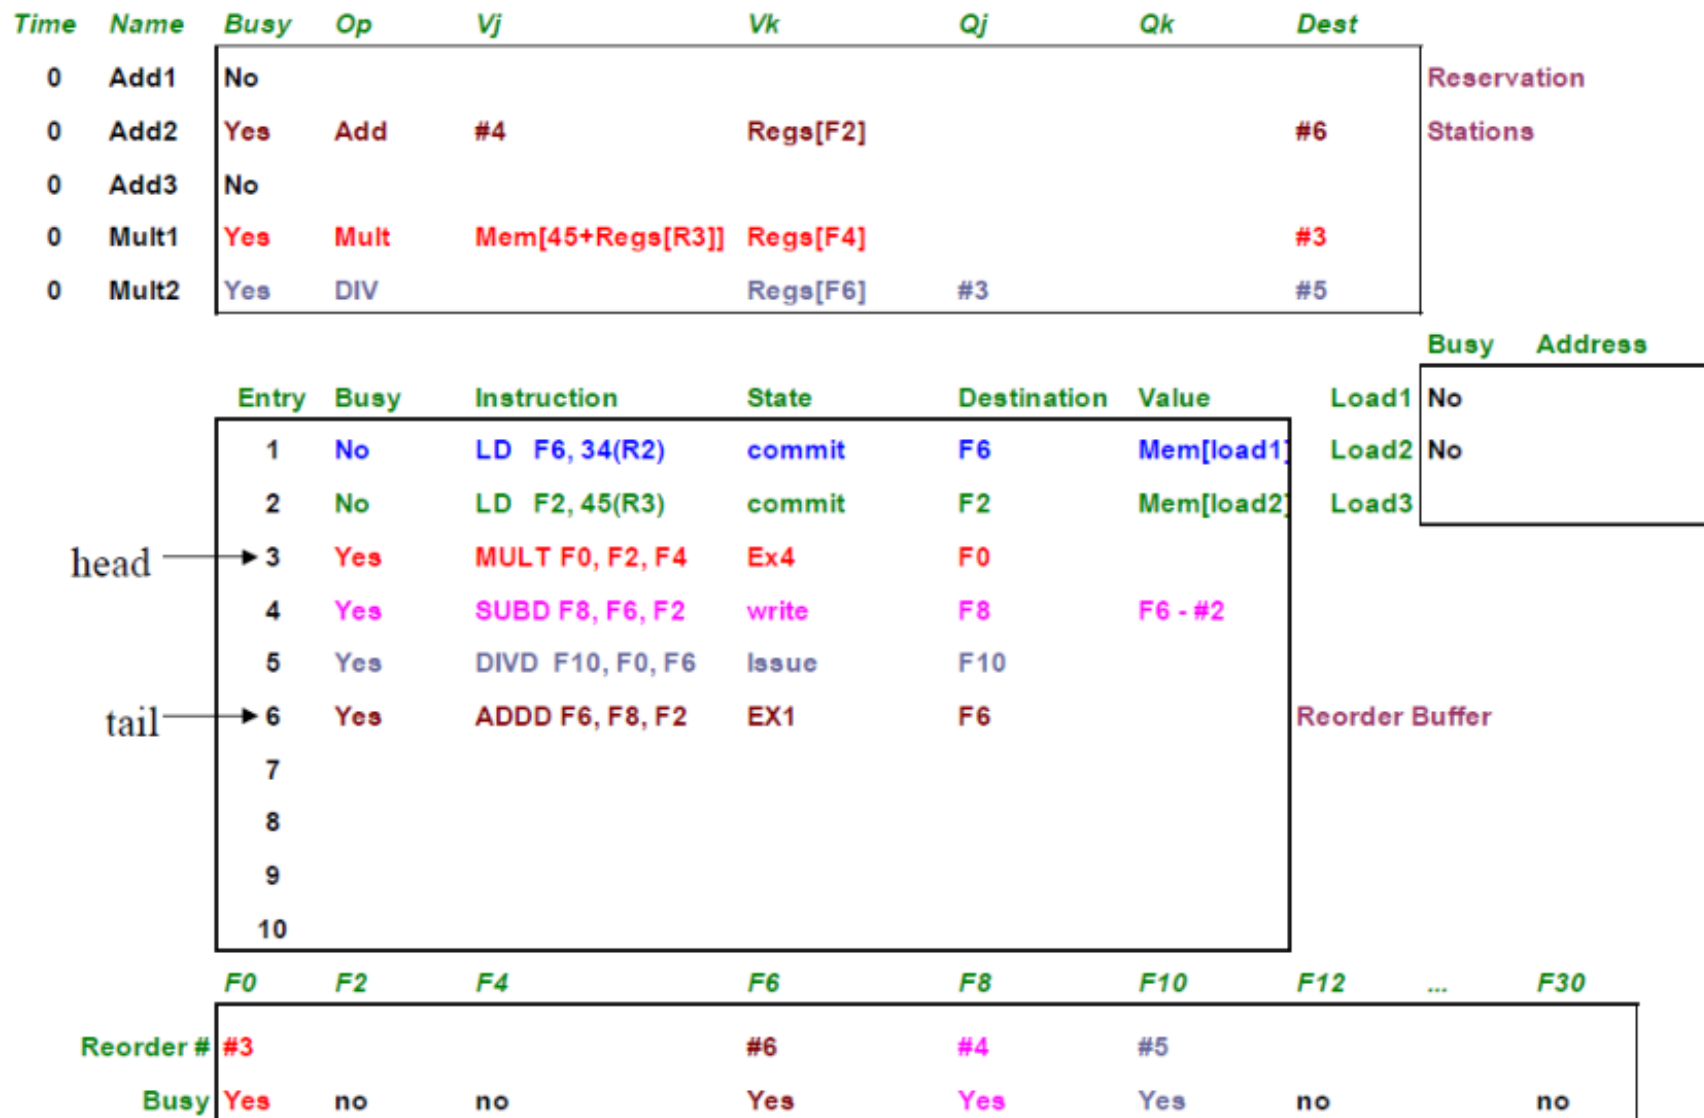 Time Name Busy Op Vj Vk Qj Qk Dest
0 Add1 No Reservation
0 Add2 Yes Add #4 Regs[F2] #6 Stations
0 Add3 No
0 Mult1 Yes Mult Mem[45+Regs[R3]] Regs[F4] #3
0 Mult2 Yes DIV Regs[F6] #3 #5
Busy Address
Entry Busy Instruction State Destination Value Load1 No
1 No LD F6, 34(R2) commit F6 Mem[load1] Load2 No
2 No LD F2, 45(R3) commit F2 Mem[load2] Load3
head 3 Yes MULT F0, F2, F4 Ex4 F0
4 Yes SUBD F8, F6, F2 write F8 F6 - #2
5 Yes DIVD F10, F0, F6 Issue F10
tail 6 Yes ADDD F6, F8, F2 EX1 F6 Reorder Buffer
7
8
9
10
F0 F2 F4 F6 F8 F10 F12 ... F30
Reorder # #3 #6 #4 #5
Busy Yes no no Yes Yes Yes no no